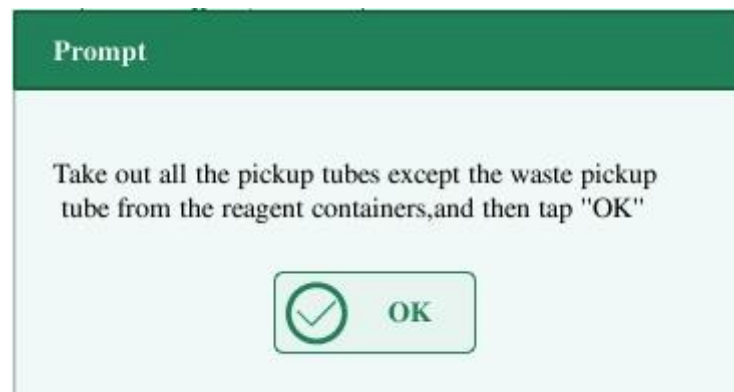 Prompt
Take out all the pickup tubes except the waste pickup
tube from the reagent containers,and then tap "OK"
OK